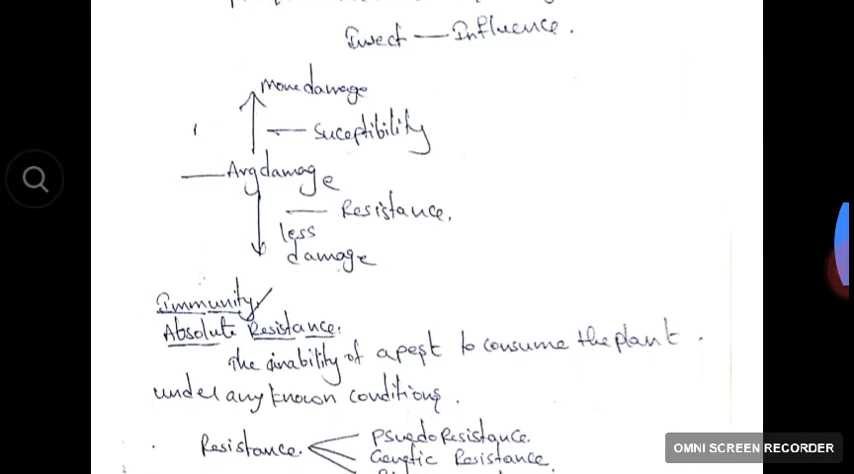 Insect — Influence.
More damage
— Suceptibility
— Avg damage
— Resistance.
less
damage
Immunity/
Absolute Resistance.
The inability of a pest to consume the plant.
under any known conditions.
Resistance. Psuedo Resistance.
Genetic Resistance
OMNI SCREEN RECORDER